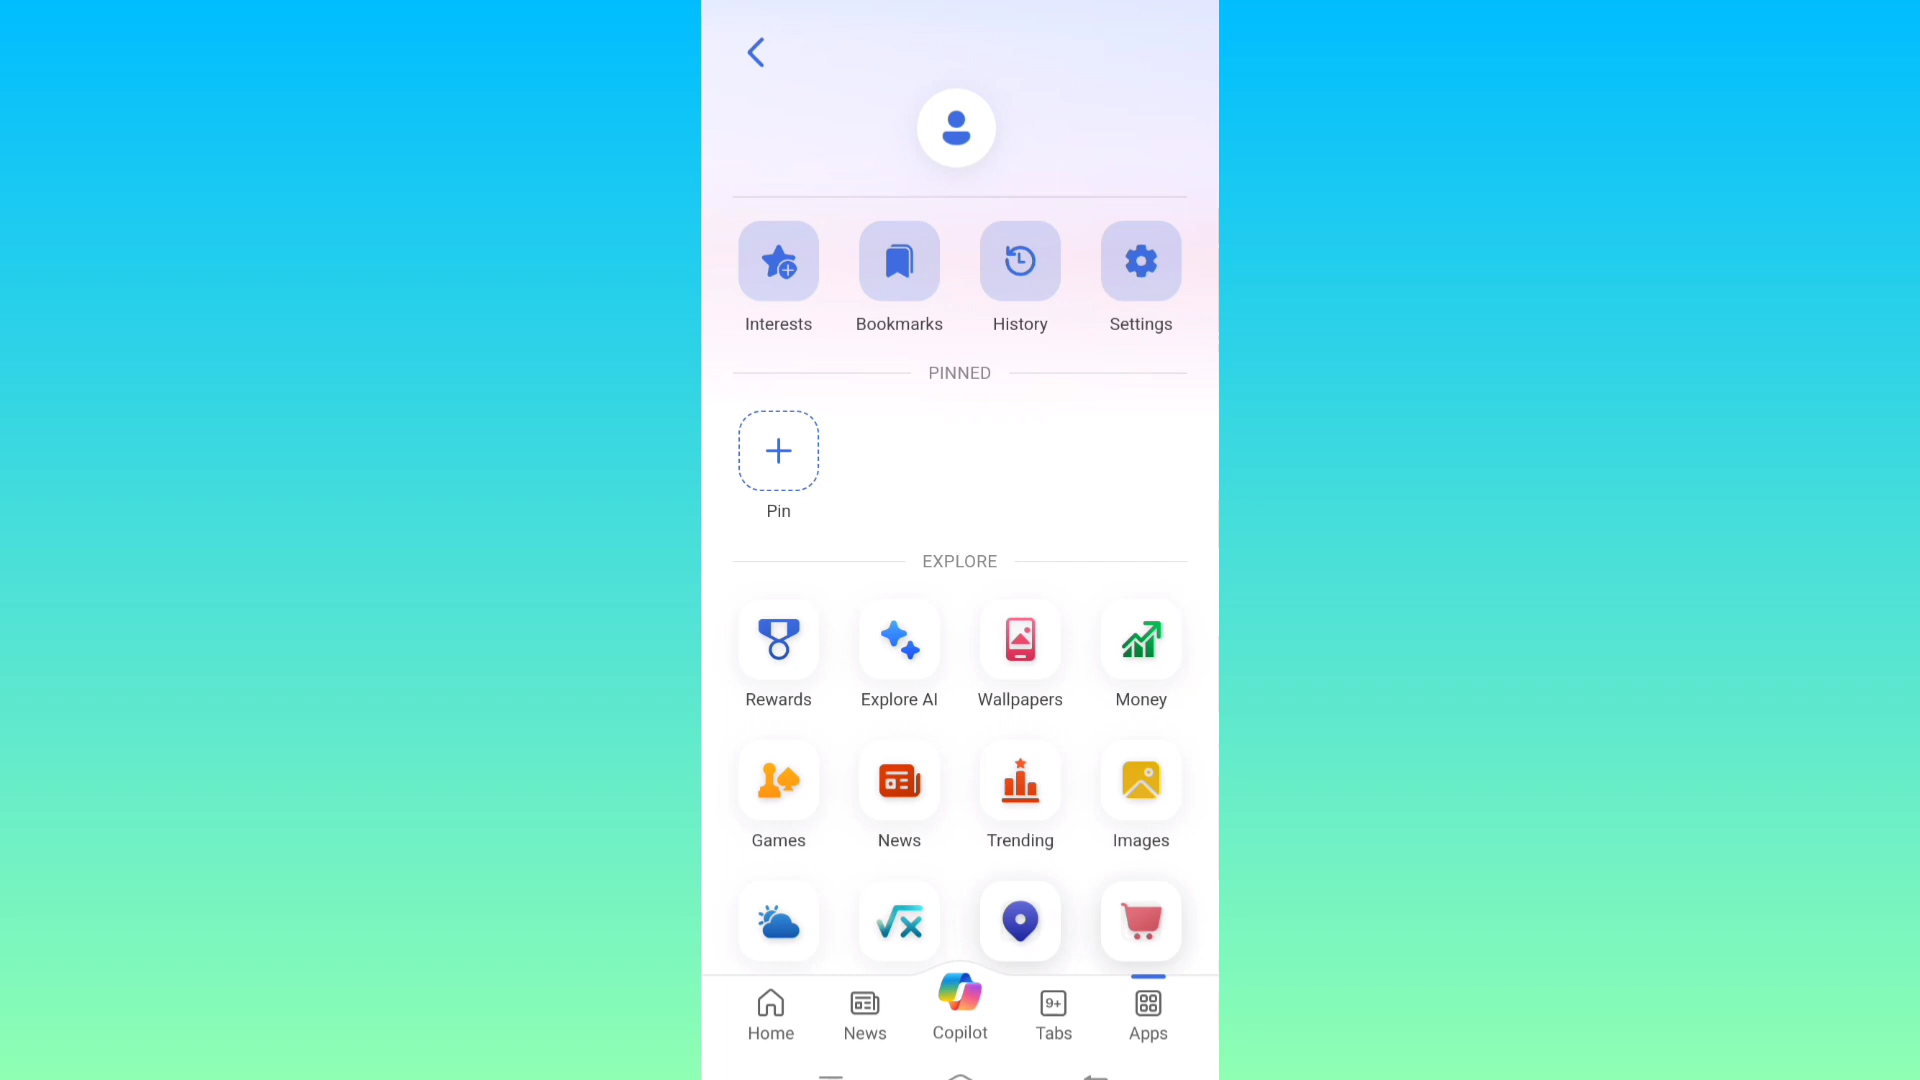 Interests Bookmarks History Settings
PINNED
Pin
EXPLORE
Rewards Explore AI Wallpapers Money
Games News Trending Images
9+
Home News Copilot Tabs Apps